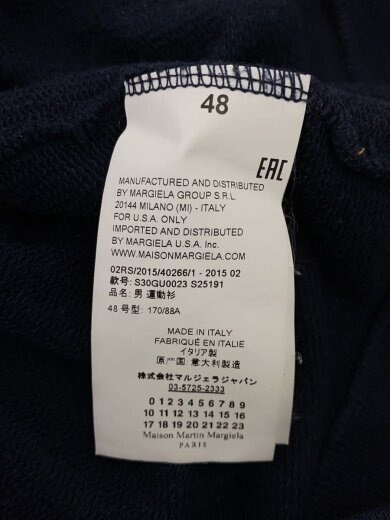 48
EAC
MANUFACTURED AND DISTRIBUTED
BY MARGIELA GROUP S.R.L.
20144 MILANO (MI) - ITALY
FOR U.S.A. ONLY
IMPORTED AND DISTRIBUTED
BY MARGIELA U.S.A. Inc.
WWW.MAISONMARGIELA.COM
02RS/2015/40266/1 - 2015 02
款号: S30GU0023 S25191
品名: 男 運動衫
48 号型: 170/88A
MADE IN ITALY
FABRIQUÉ EN ITALIE
イタリア製
原产国: 意大利製造
株式会社マルジェラジャパン
03-5725-2333
0 1 2 3 4 5 6 7 8 9
10 11 12 13 14 15 16
17 18 19 20 21 22 23
Maison Martin Margiela
PARIS